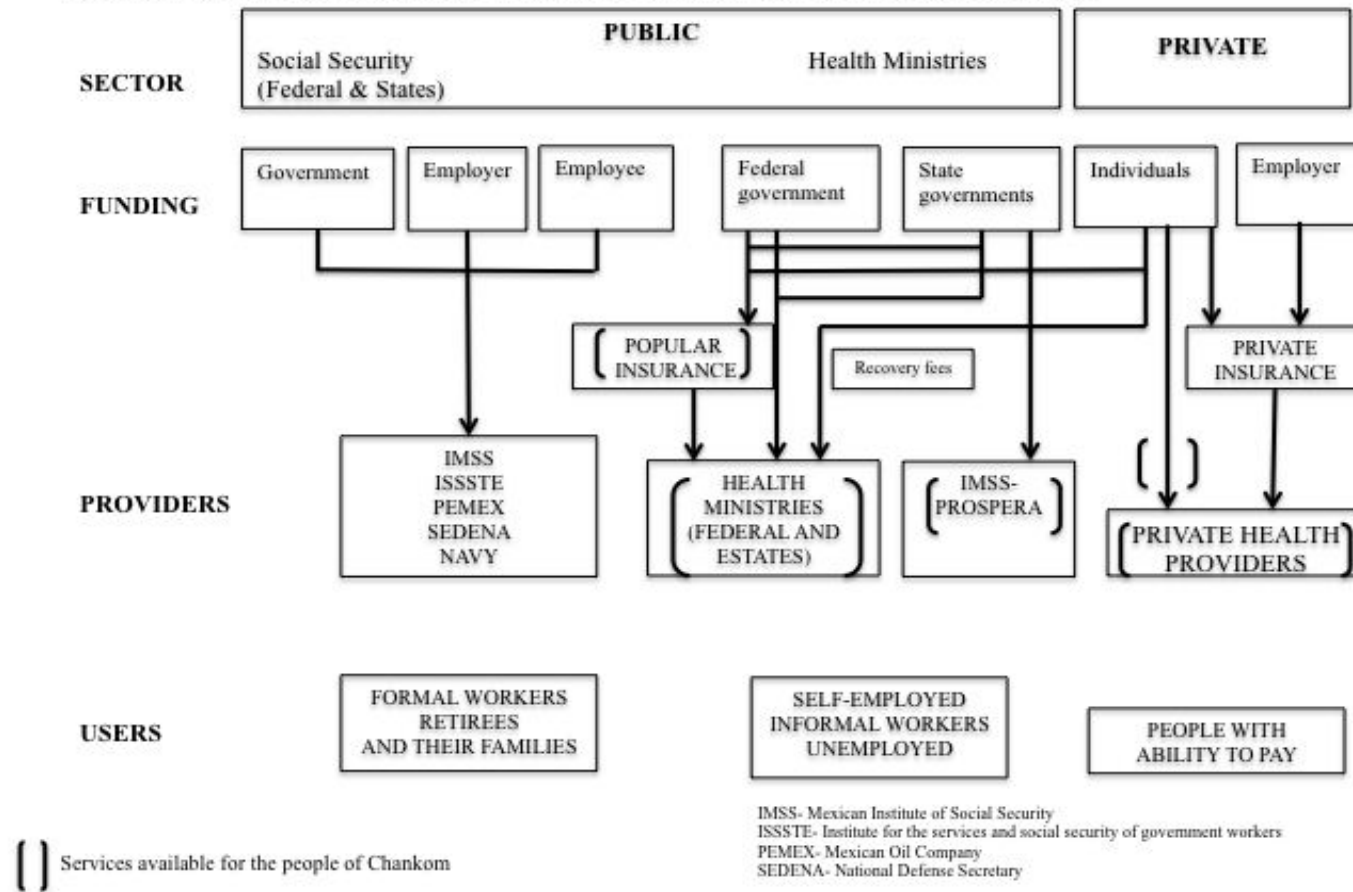 PUBLIC
Social Security
(Federal & States)
Health Ministries
PRIVATE
SECTOR
Government
Employer
Employee
Federal
government
State
governments
Individuals
Employer
FUNDING
POPULAR
INSURANCE
Recovery fees
PRIVATE
INSURANCE
PROVIDERS
IMSS
ISSSTE
PEMEX
SEDENA
NAVY
HEALTH
MINISTRIES
(FEDERAL AND
ESTATES)
IMSS-
PROSPERA
PRIVATE HEALTH
PROVIDERS
USERS
FORMAL WORKERS
RETIREES
AND THEIR FAMILIES
SELF-EMPLOYED
INFORMAL WORKERS
UNEMPLOYED
PEOPLE WITH
ABILITY TO PAY
IMSS- Mexican Institute of Social Security
ISSSTE- Institute for the services and social security of government workers
PEMEX- Mexican Oil Company
SEDENA- National Defense Secretary
Services available for the people of Chankom